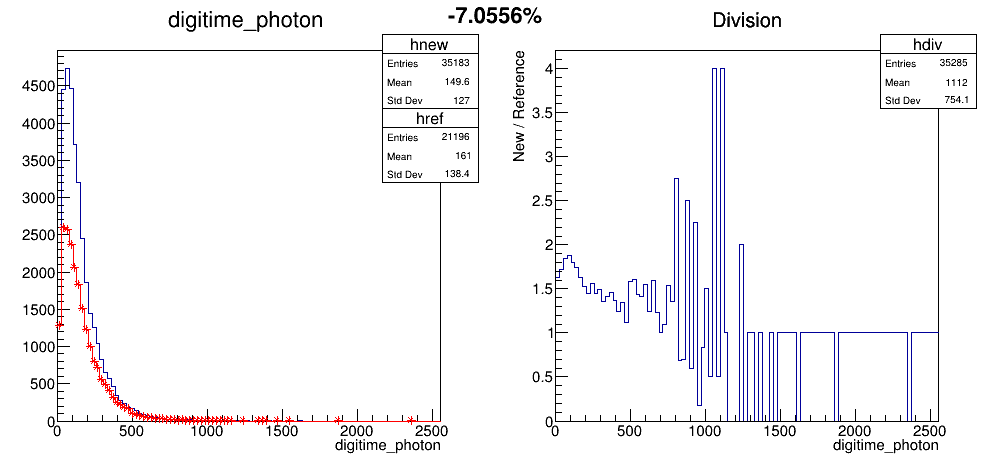 digitime_photon
-7.0556%
Division
hnew
Entries 35183
Mean 149.6
Std Dev 127
href
Entries 21196
Mean 161
Std Dev 138.4
4500
4000
3500
3000
2500
2000
1500
1000
500
0
0 500 1000 1500 2000 2500
digitime_photon
hdiv
Entries 35285
Mean 1112
Std Dev 754.1
New / Reference
4
3.5
3
2.5
2
1.5
1
0.5
0
0 500 1000 1500 2000 2500
digitime_photon